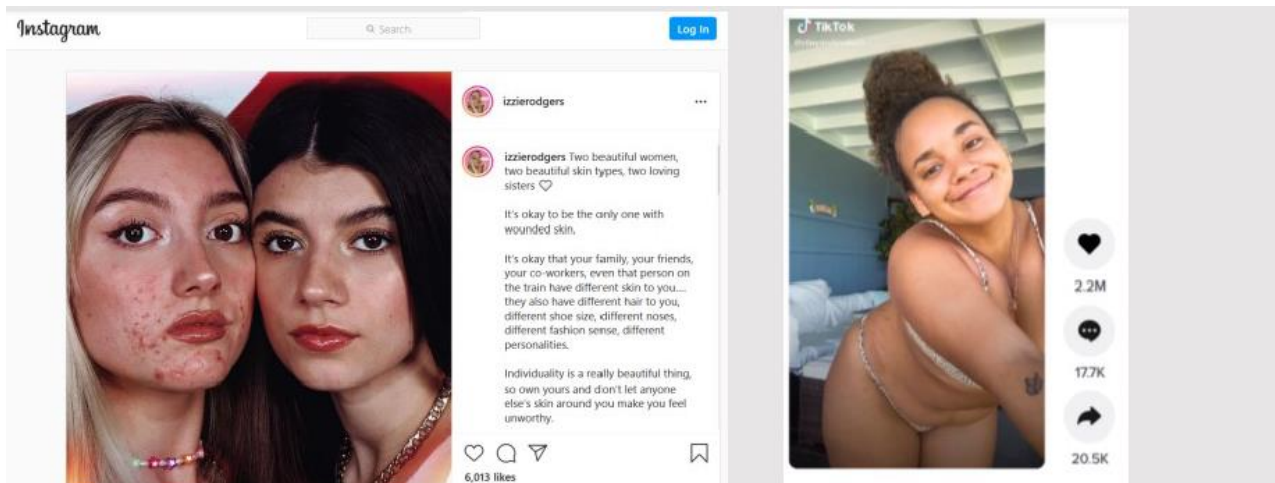 Instagram
Search
Log In
izzierodgers
izzierodgers Two beautiful women,
two beautiful skin types, two loving
sisters ♡
It's okay to be the only one with
wounded skin.
It's okay that your family, your friends,
your co-workers, even that person on
the train have different skin to you....
they also have different hair to you,
different shoe size, different noses,
different fashion sense, different
personalities.
Individuality is a really beautiful thing,
so own yours and don't let anyone
else's skin around you make you feel
unworthy.
6,013 likes
TikTok
2.2M
17.7K
20.5K